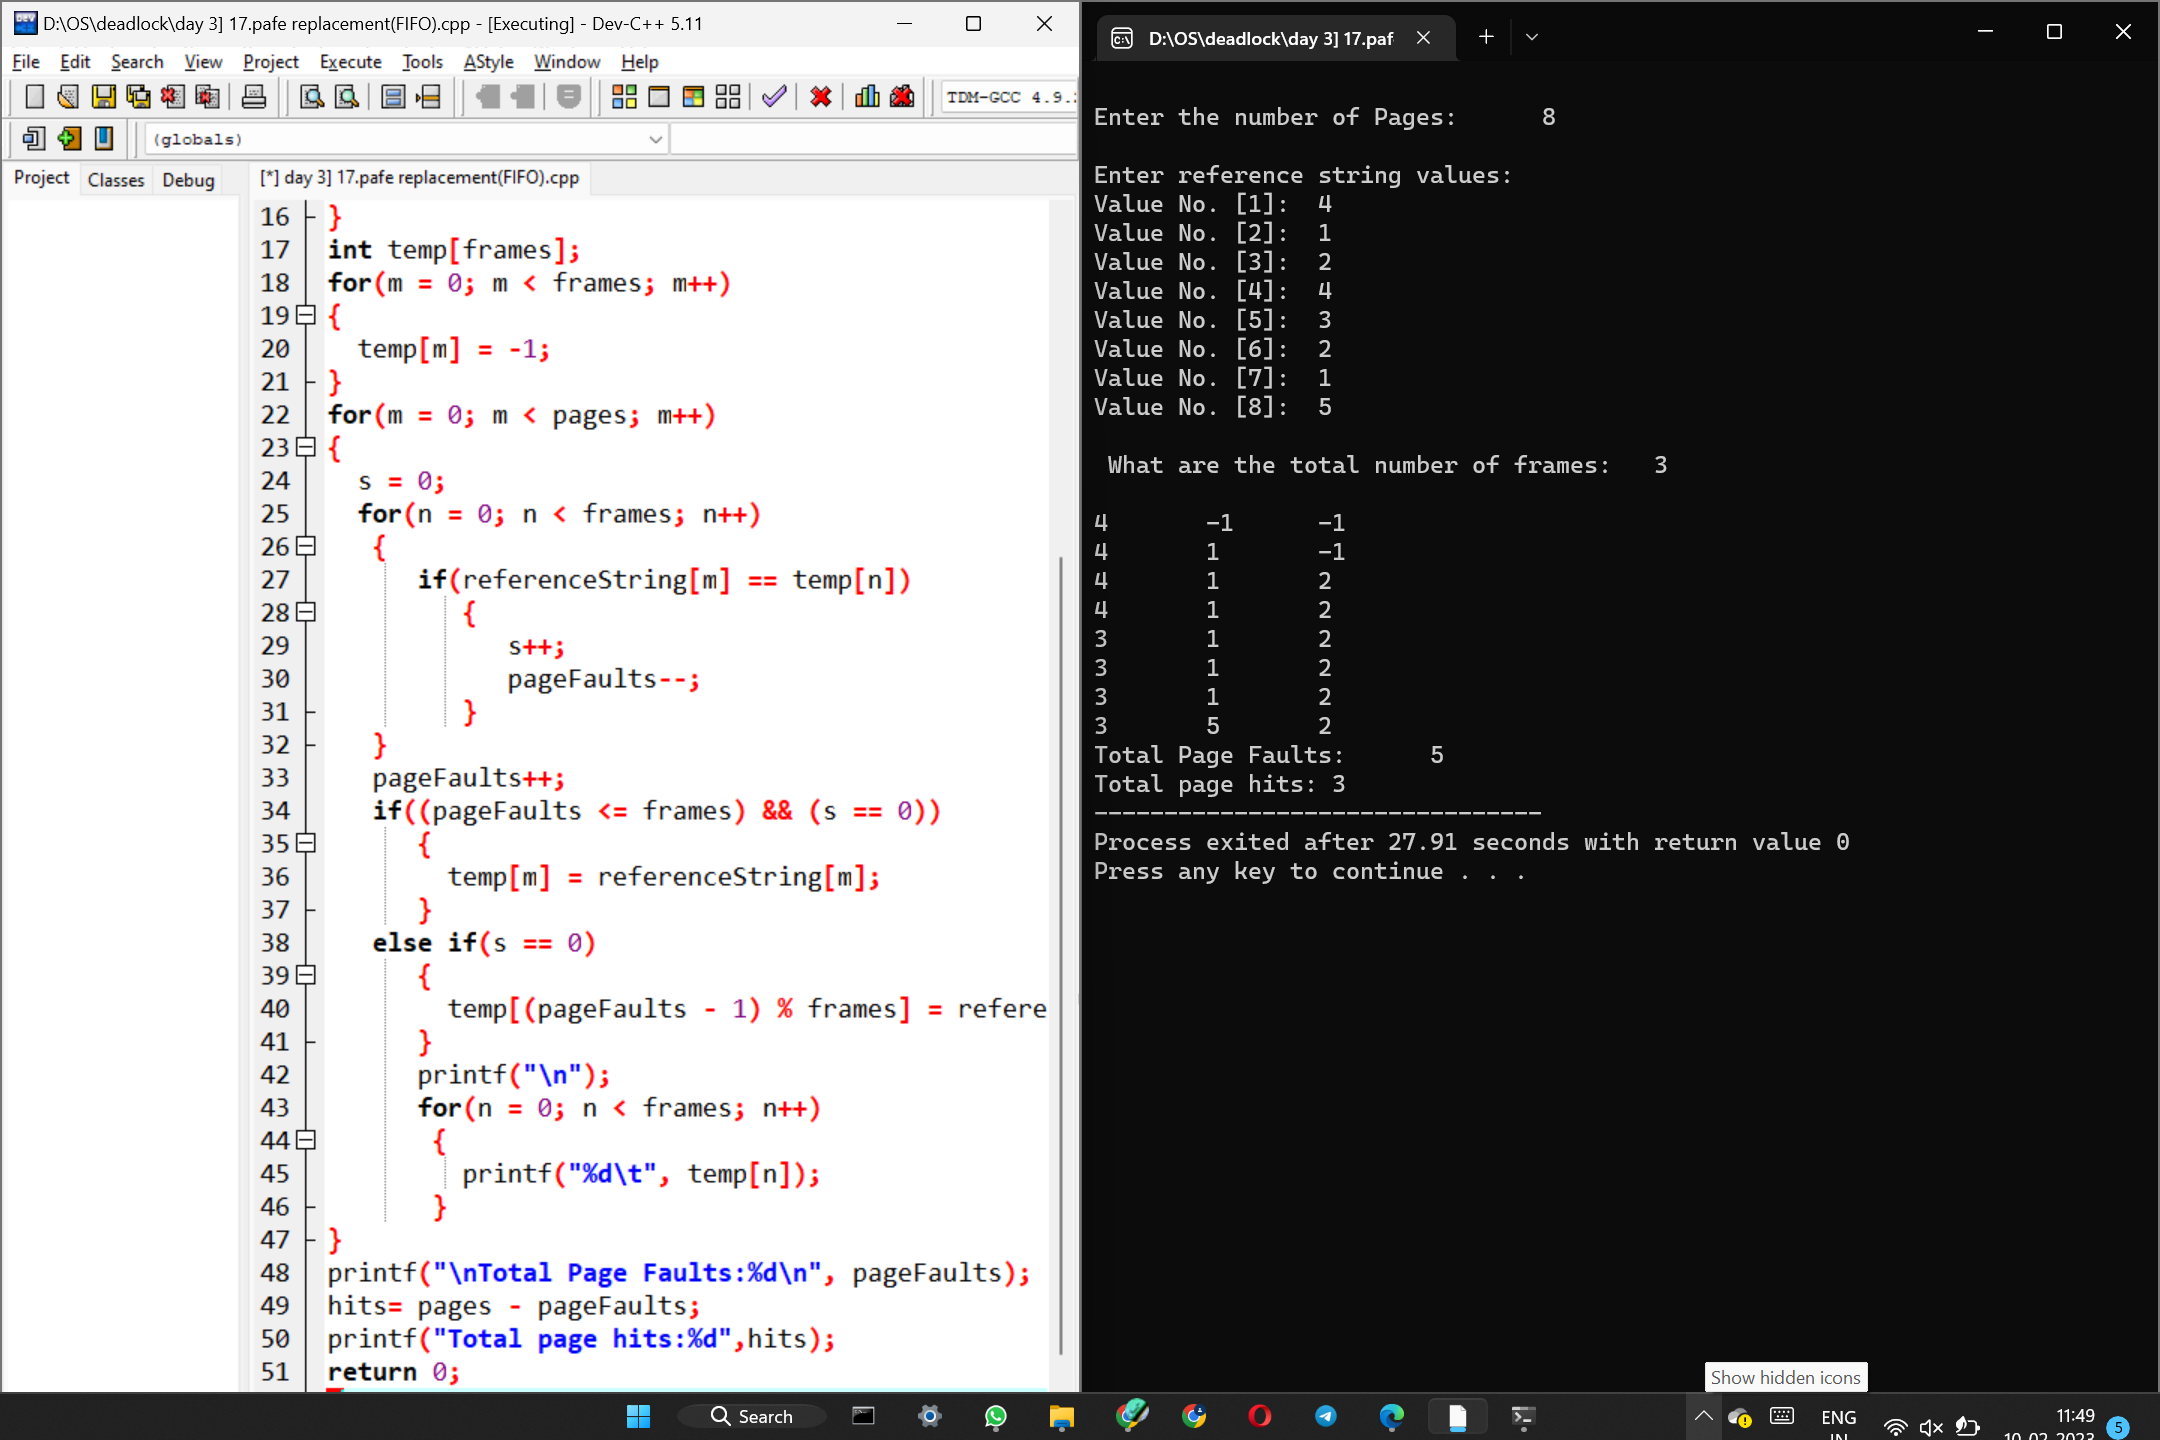 D:\OS\deadlock\day 3] 17.pafe replacement(FIFO).cpp - [Executing] - Dev-C++ 5.11
File Edit Search View Project Execute Tools AStyle Window Help
TDM-GCC 4.9.
(globals)
Project Classes Debug
[*] day 3] 17.pafe replacement(FIFO).cpp
16 }
17 int temp[frames];
18 for(m = 0; m < frames; m++)
19 {
20 temp[m] = -1;
21 }
22 for(m = 0; m < pages; m++)
23 {
24 s = 0;
25 for(n = 0; n < frames; n++)
26 {
27 if(referenceString[m] == temp[n])
28 {
29 s++;
30 pageFaults--;
31 }
32 }
33 pageFaults++;
34 if((pageFaults <= frames) && (s == 0))
35 {
36 temp[m] = referenceString[m];
37 }
38 else if(s == 0)
39 {
40 temp[(pageFaults - 1) % frames] = refere
41 }
42 printf("\n");
43 for(n = 0; n < frames; n++)
44 {
45 printf("%d\t", temp[n]);
46 }
47 }
48 printf("\nTotal Page Faults:%d\n", pageFaults);
49 hits= pages - pageFaults;
50 printf("Total page hits:%d",hits);
51 return 0;
D:\OS\deadlock\day 3] 17.paf
Enter the number of Pages: 8
Enter reference string values:
Value No. [1]: 4
Value No. [2]: 1
Value No. [3]: 2
Value No. [4]: 4
Value No. [5]: 3
Value No. [6]: 2
Value No. [7]: 1
Value No. [8]: 5
What are the total number of frames: 3
4 -1 -1
4 1 -1
4 1 2
4 1 2
3 1 2
3 1 2
3 1 2
3 5 2
Total Page Faults: 5
Total page hits: 3
--------------------------------
Process exited after 27.91 seconds with return value 0
Press any key to continue . . .
Show hidden icons
Search
ENG
IN
11:49
10-02-2023
5